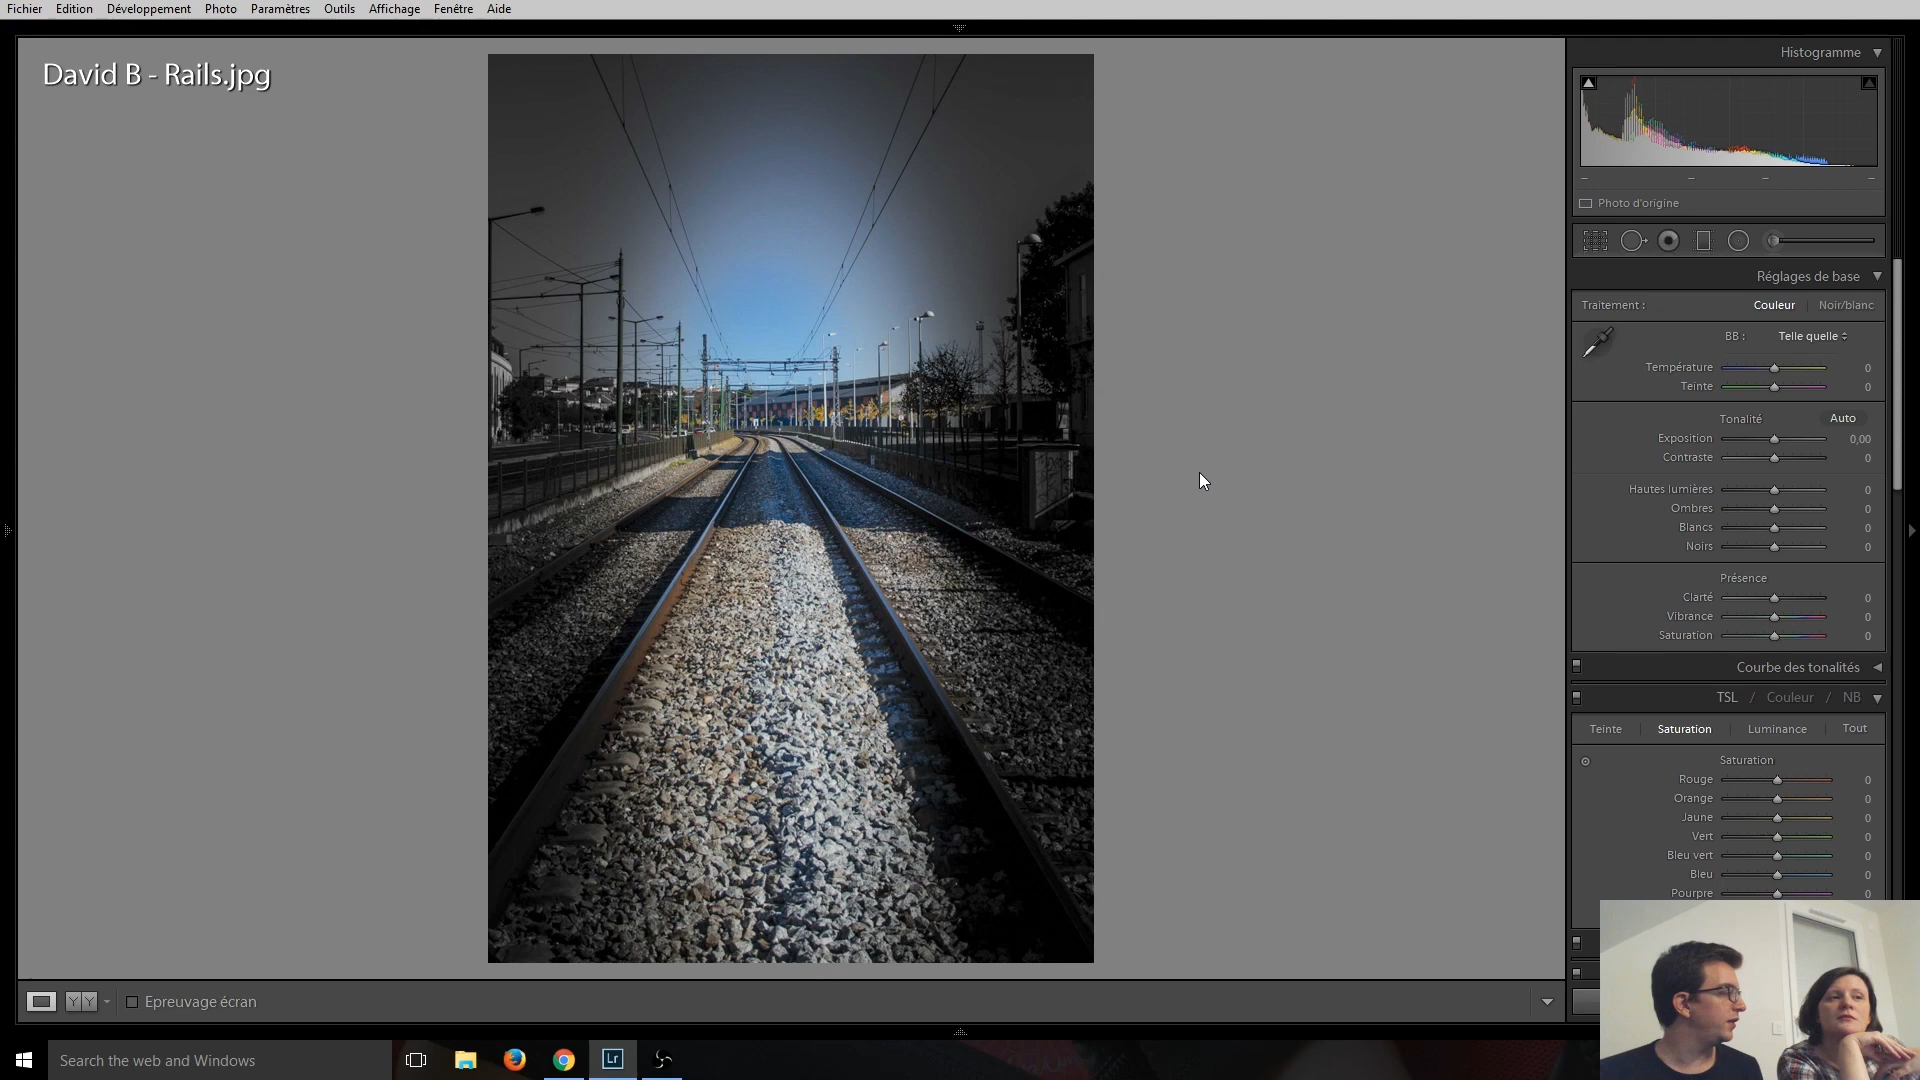 Fichier Edition Développement Photo Paramètres Outils Affichage Fenêtre Aide
David B - Rails.jpg
Histogramme
Photo d'origine
Réglages de base
Traitement : Couleur Noir/blanc
BB : Telle quelle
Température 0
Teinte 0
Tonalité Auto
Exposition 0,00
Contraste 0
Hautes lumières 0
Ombres 0
Blancs 0
Noirs 0
Présence
Clarté 0
Vibrance 0
Saturation 0
Courbe des tonalités
TSL / Couleur / NB
Teinte Saturation Luminance Tout
Saturation
Rouge 0
Orange 0
Jaune 0
Vert 0
Bleu vert 0
Bleu 0
Pourpre 0
YY Epreuvage écran
Search the web and Windows
Lr